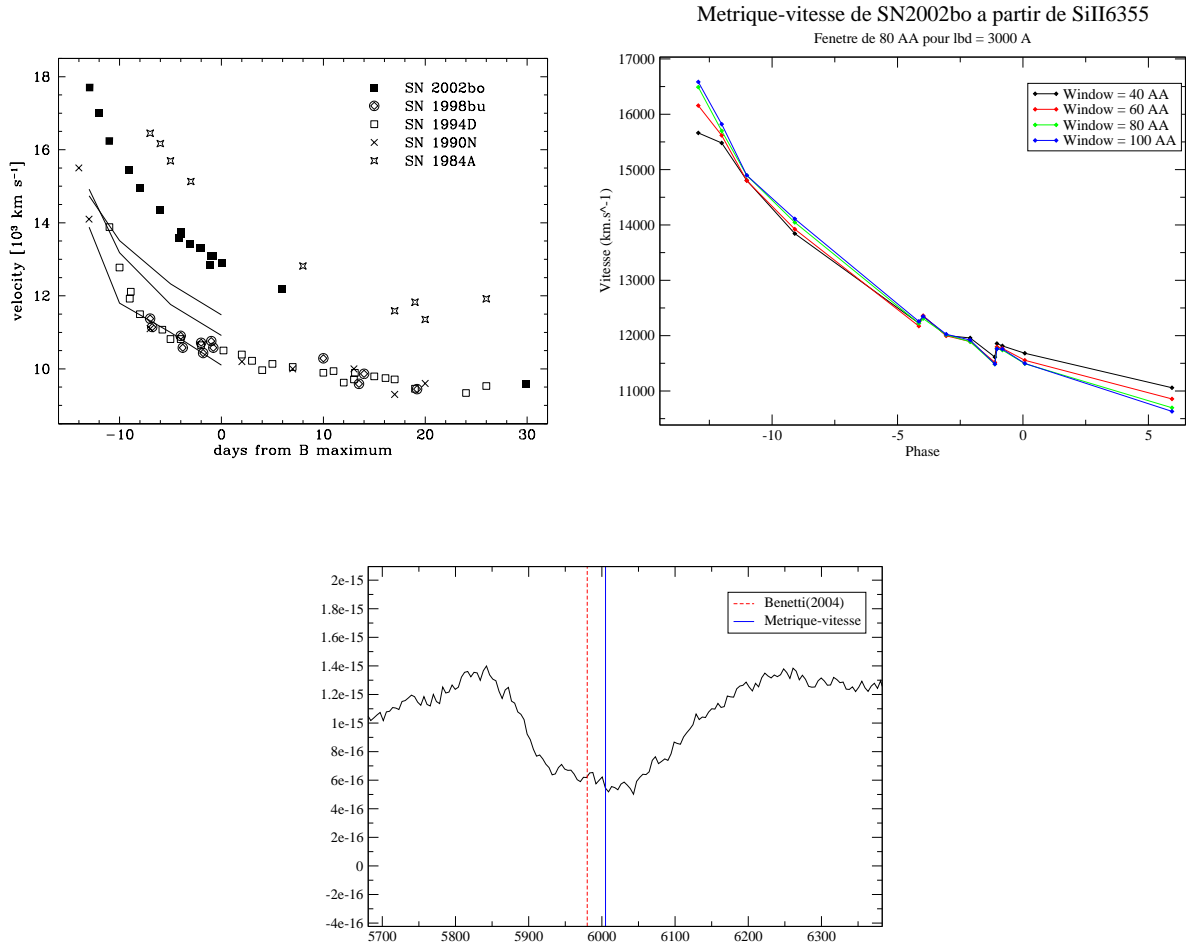 18
16
14
12
10
velocity [10³ km s⁻¹]
−10
0
10
20
30
days from B maximum
SN 2002bo
SN 1998bu
SN 1994D
SN 1990N
SN 1984A
Metrique-vitesse de SN2002bo a partir de SiII6355
Fenetre de 80 AA pour lbd = 3000 A
17000
16000
15000
14000
13000
12000
11000
Vitesse (km.s^-1)
-10
-5
0
5
Phase
Window = 40 AA
Window = 60 AA
Window = 80 AA
Window = 100 AA
2e-15
1.8e-15
1.6e-15
1.4e-15
1.2e-15
1e-15
8e-16
6e-16
4e-16
2e-16
0
-2e-16
-4e-16
5700
5800
5900
6000
6100
6200
6300
Benetti(2004)
Metrique-vitesse